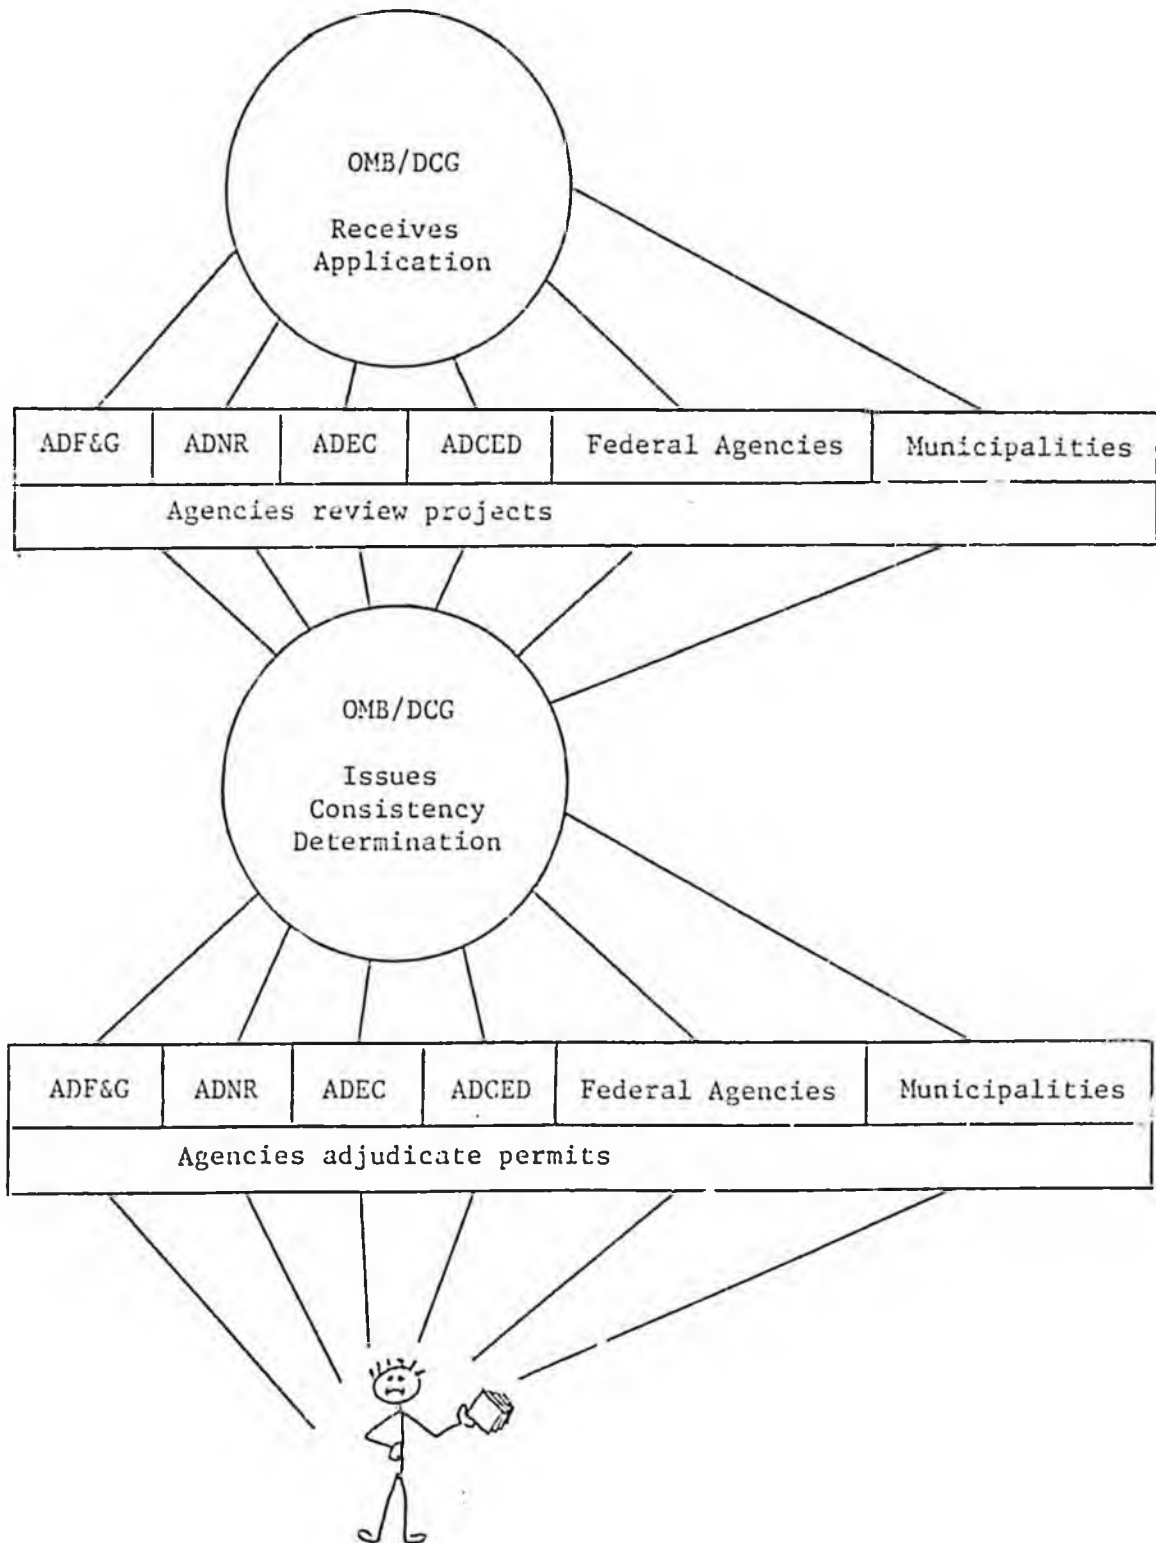 OMB/DCG
Receives
Application
ADF&G ADNR ADEC ADCED Federal Agencies Municipalities
Agencies review projects
OMB/DCG
Issues
Consistency
Determination
ADF&G ADNR ADEC ADCED Federal Agencies Municipalities
Agencies adjudicate permits